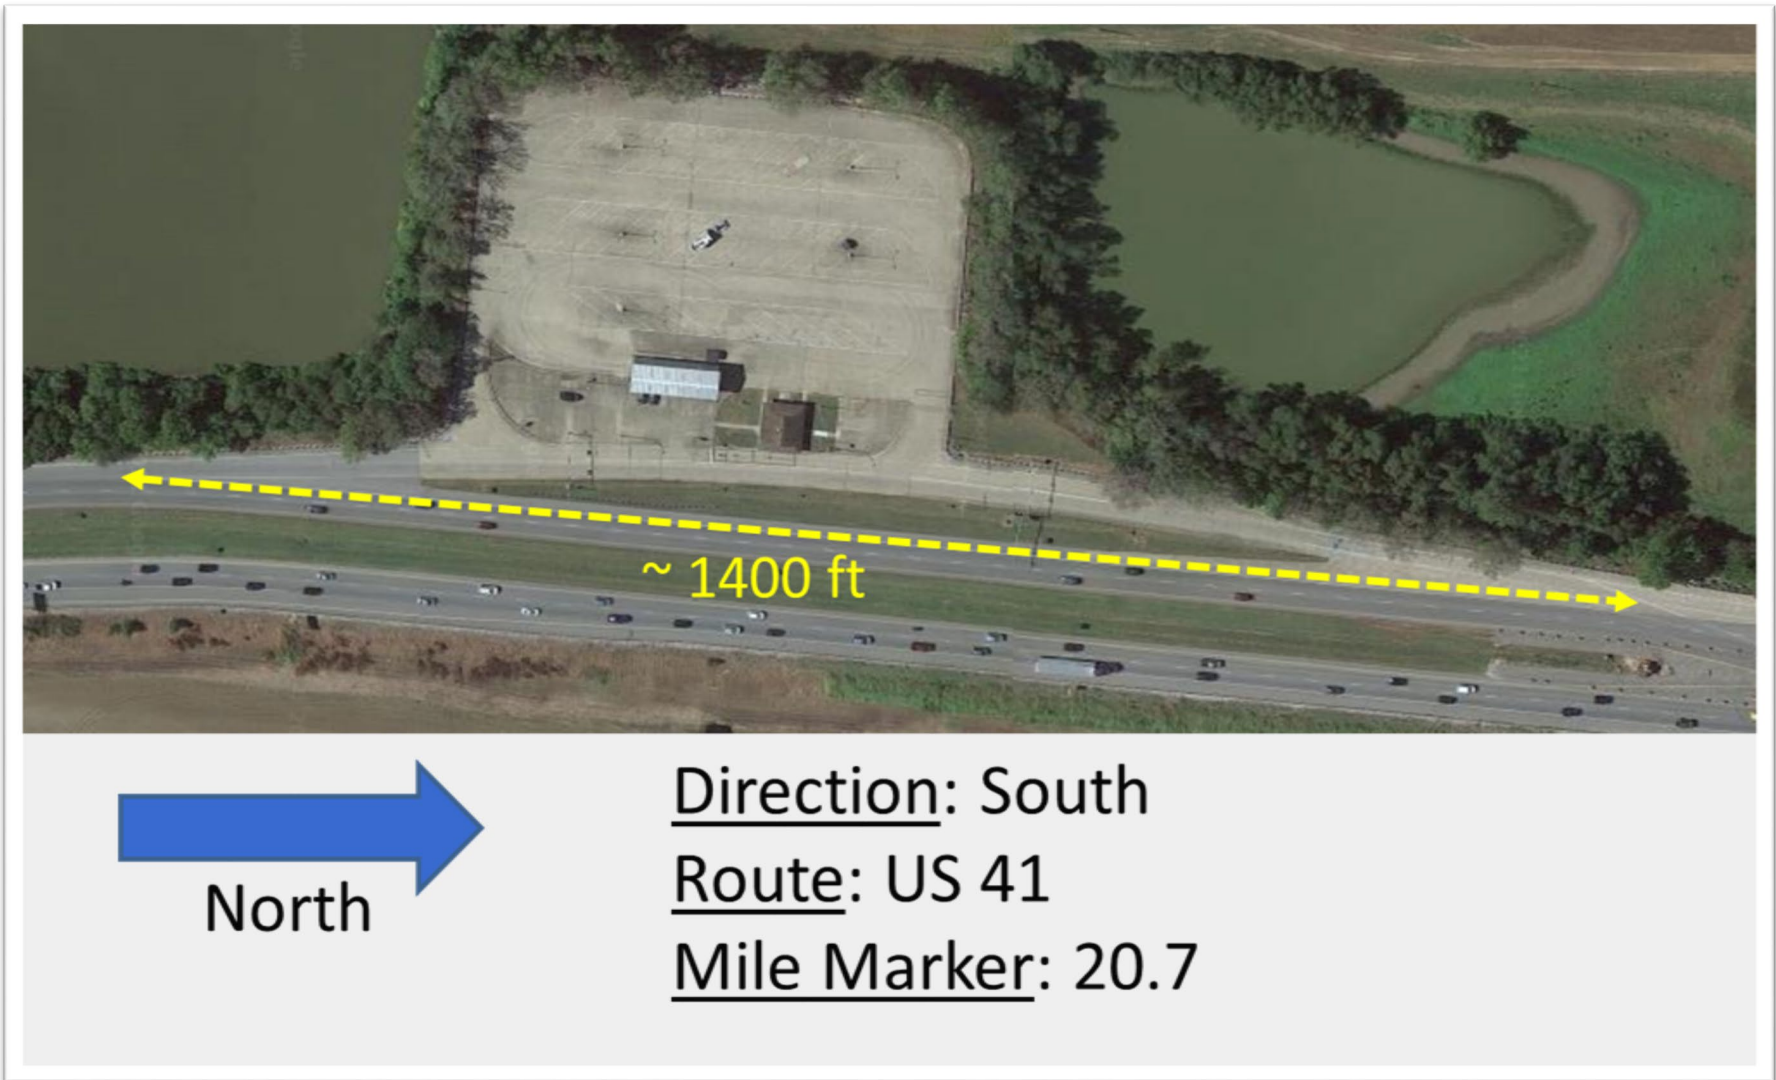 ~ 1400 ft
North
Direction: South
Route: US 41
Mile Marker: 20.7